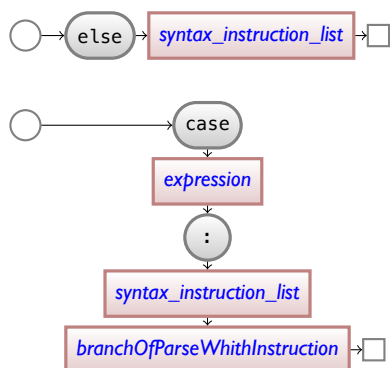 else syntax_instruction_list
case
expression
:
syntax_instruction_list
branchOfParseWhithInstruction